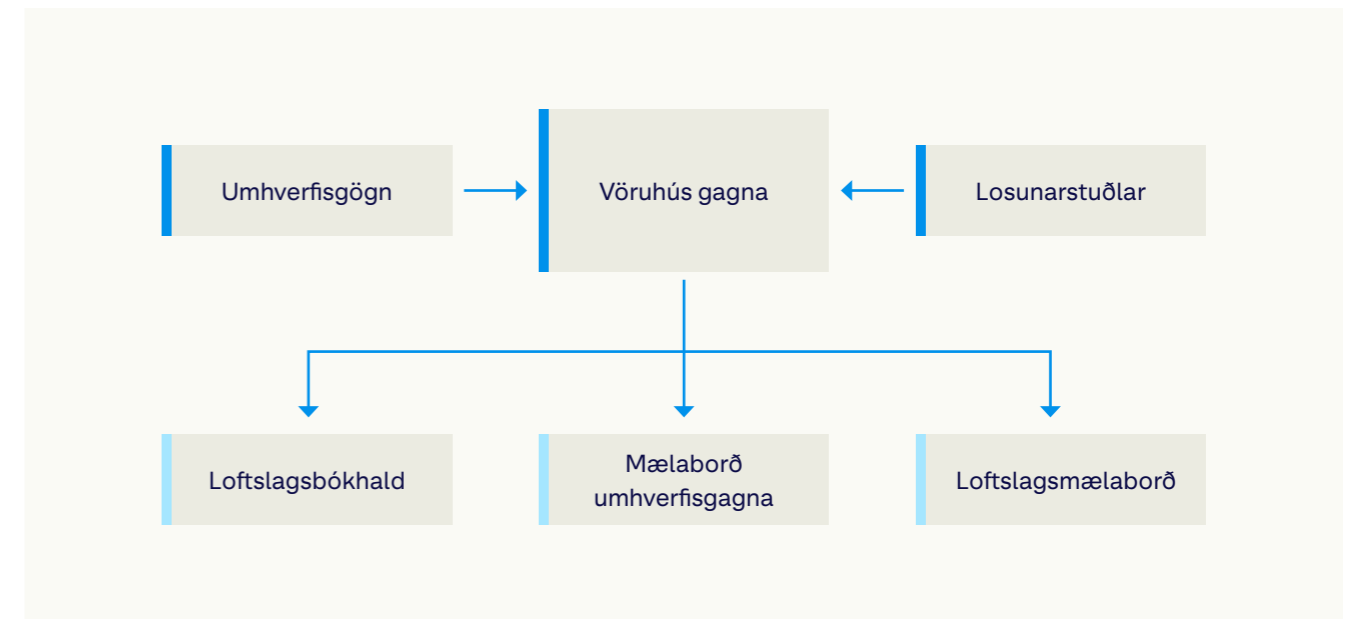 Umhverfisgögn
Vöruhús gagna
Losunarstuðlar
Loftslagsbókhald
Mælaborð
umhverfisgagna
Loftslagsmælaborð